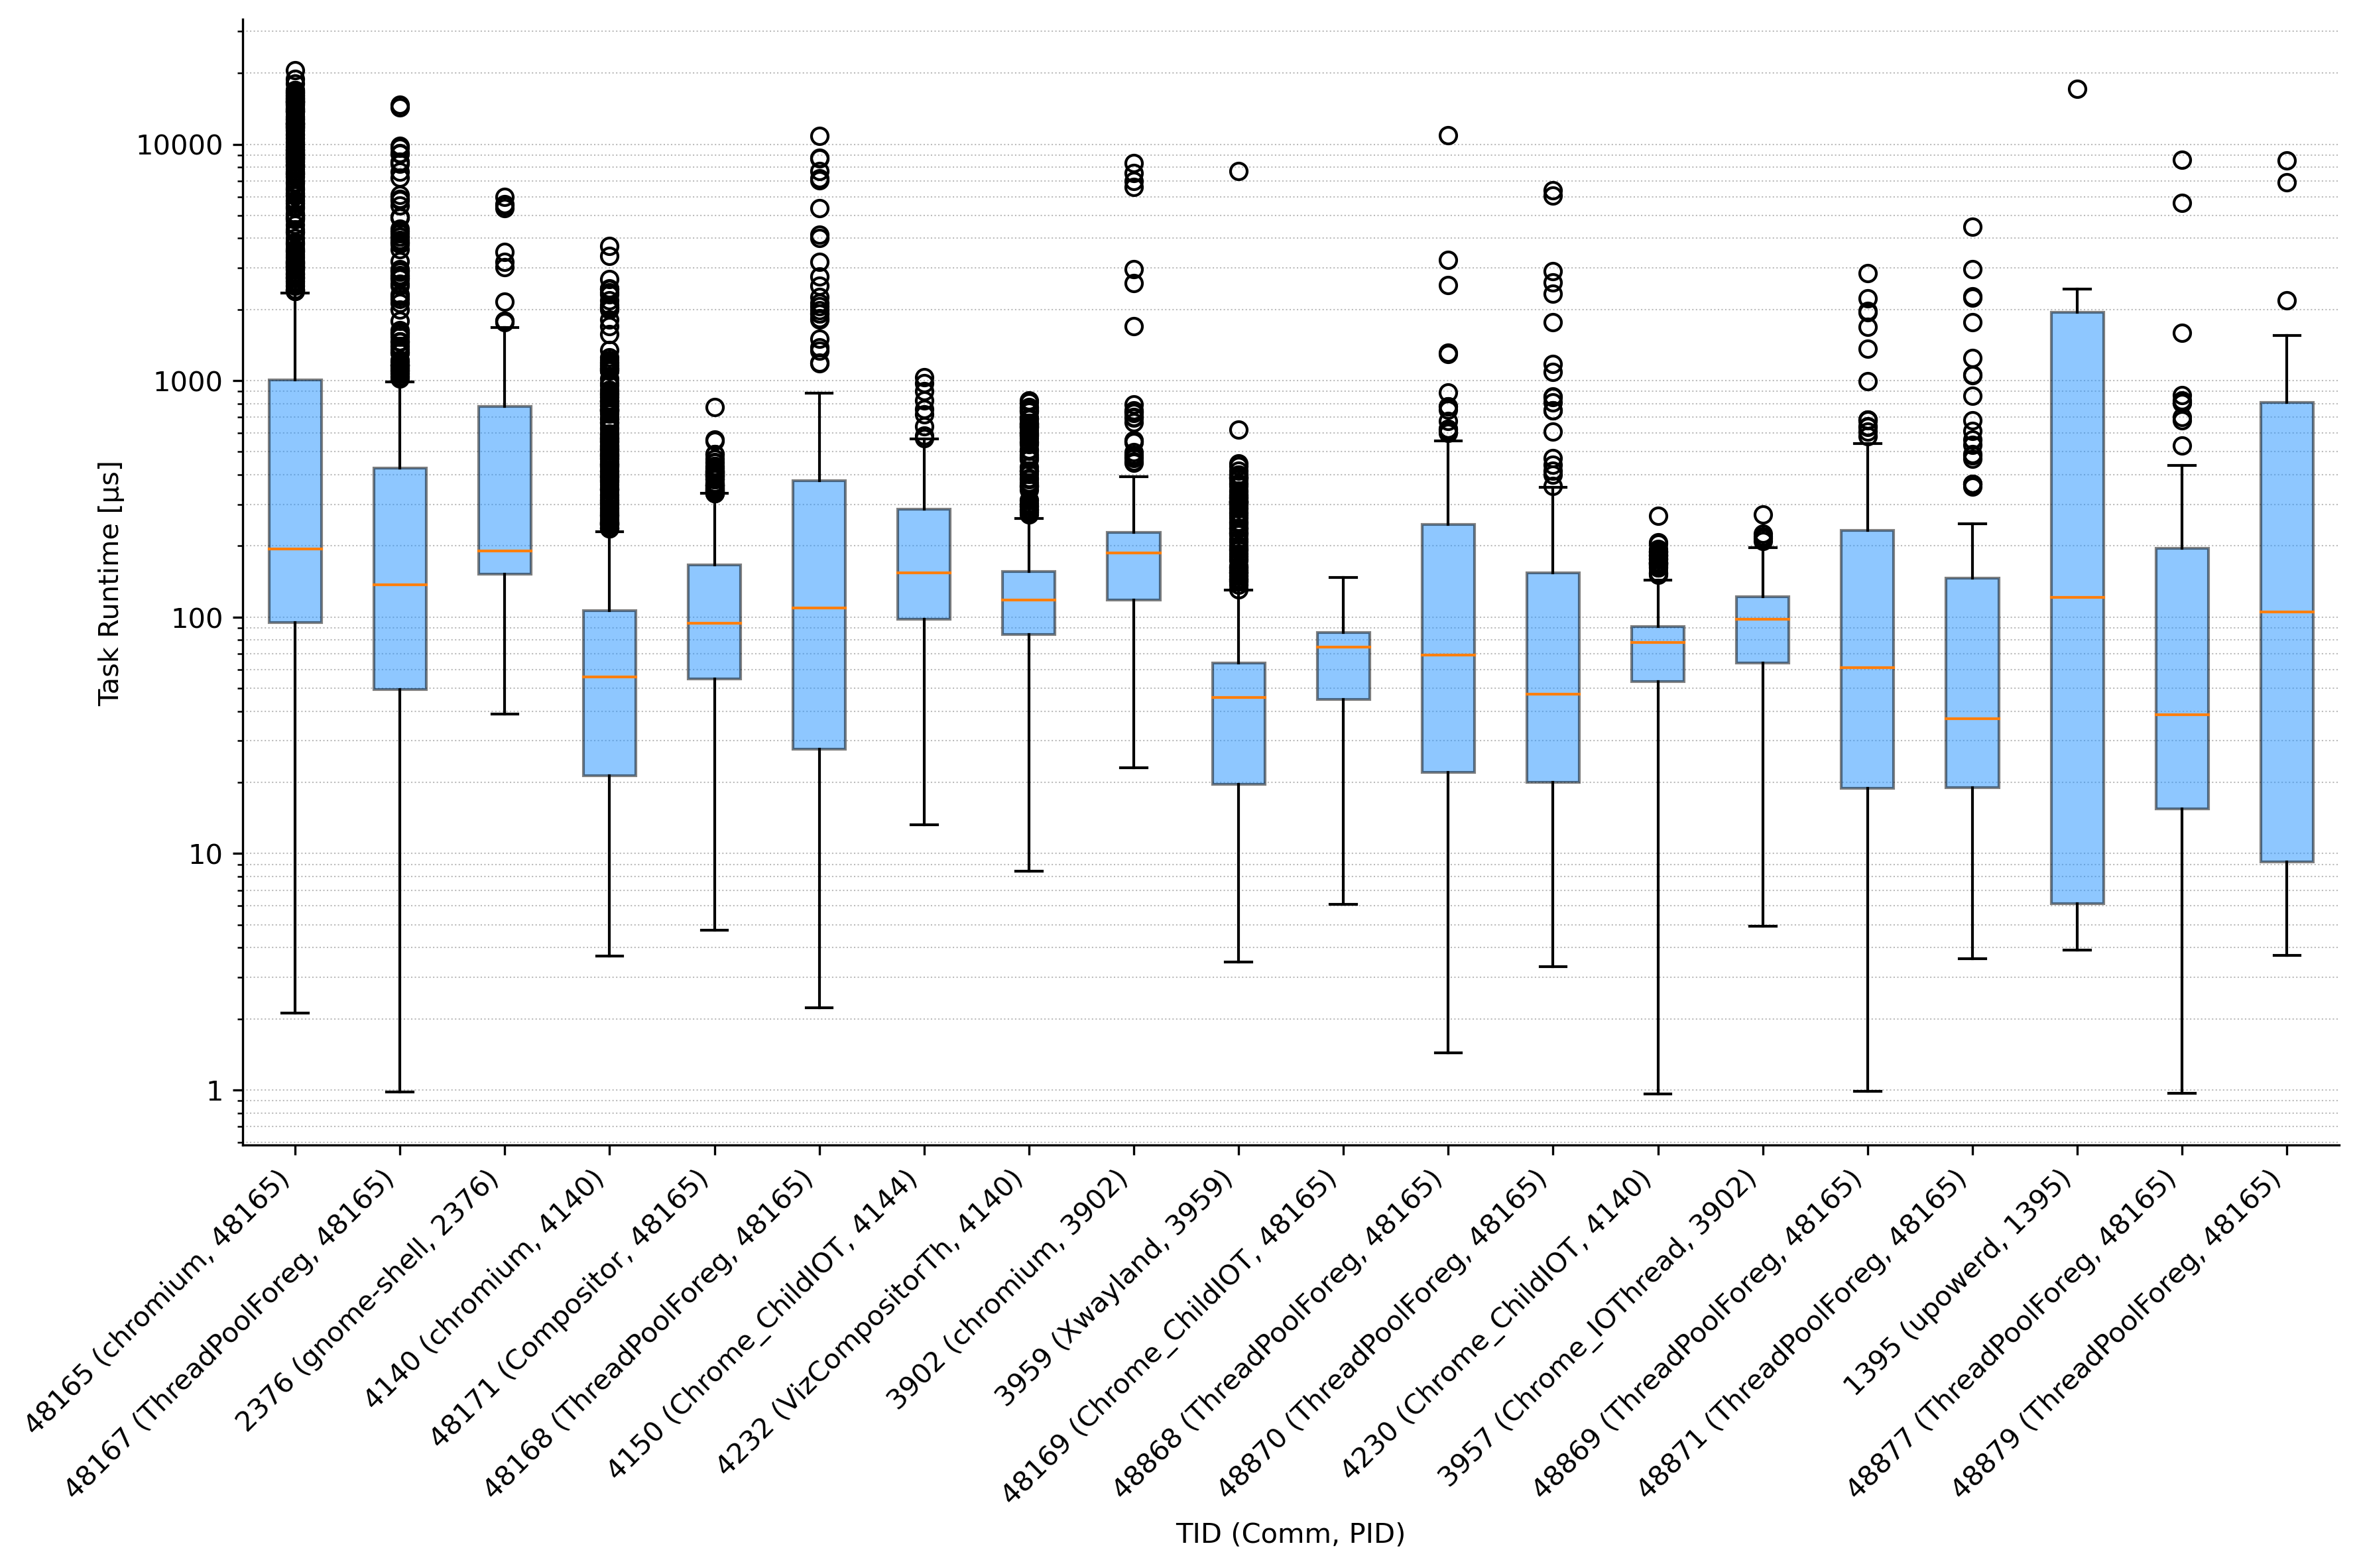 Task Runtime [µs]
10000
1000
100
10
1
48165 (chromium, 48165)
48167 (ThreadPoolForeg, 48165)
2376 (gnome-shell, 2376)
4140 (chromium, 4140)
48171 (Compositor, 48165)
48168 (ThreadPoolForeg, 48165)
4150 (Chrome_ChildIOT, 4144)
4232 (VizCompositorTh, 4140)
3902 (chromium, 3902)
3959 (Xwayland, 3959)
48169 (Chrome_ChildIOT, 48165)
48868 (ThreadPoolForeg, 48165)
48870 (ThreadPoolForeg, 48165)
4230 (Chrome_ChildIOT, 4140)
3957 (Chrome_IOThread, 3902)
48869 (ThreadPoolForeg, 48165)
48871 (ThreadPoolForeg, 48165)
1395 (upowerd, 1395)
48877 (ThreadPoolForeg, 48165)
48879 (ThreadPoolForeg, 48165)
TID (Comm, PID)